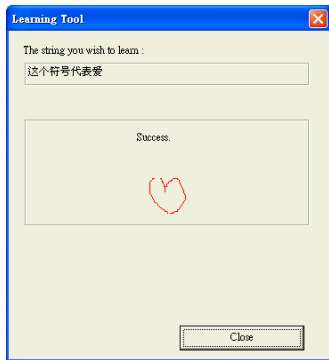 Learning Tool
The string you wish to learn :
这个符号代表爱
Success.
Close